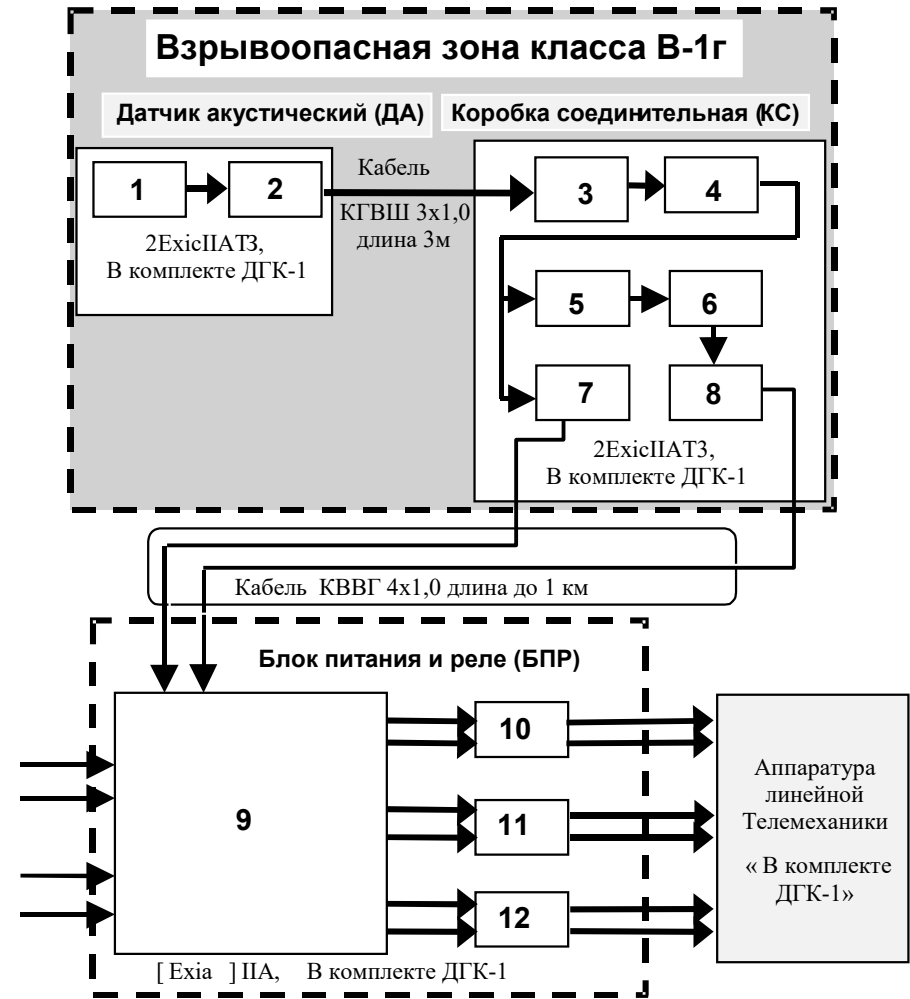 Взрывоопасная зона класса В-1г
Датчик акустический (ДА)
Коробка соединительная (КС)
1
2
2ExicIIAT3,
В комплекте ДГК-1
Кабель
КГВШ 3х1,0
длина 3м
3
4
5
6
7
8
2ExicIIAT3,
В комплекте ДГК-1
Кабель КВВГ 4х1,0 длина до 1 км
Блок питания и реле (БПР)
9
10
11
12
[ Exia ] IIA, В комплекте ДГК-1
Аппаратура
линейной
Телемеханики
« В комплекте
ДГК-1»